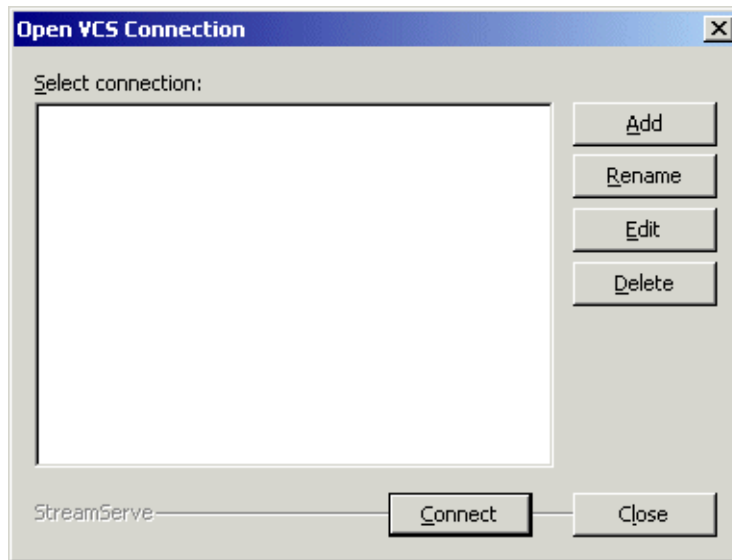 Open VCS Connection
Select connection:
Add
Rename
Edit
Delete
StreamServe
Connect
Close